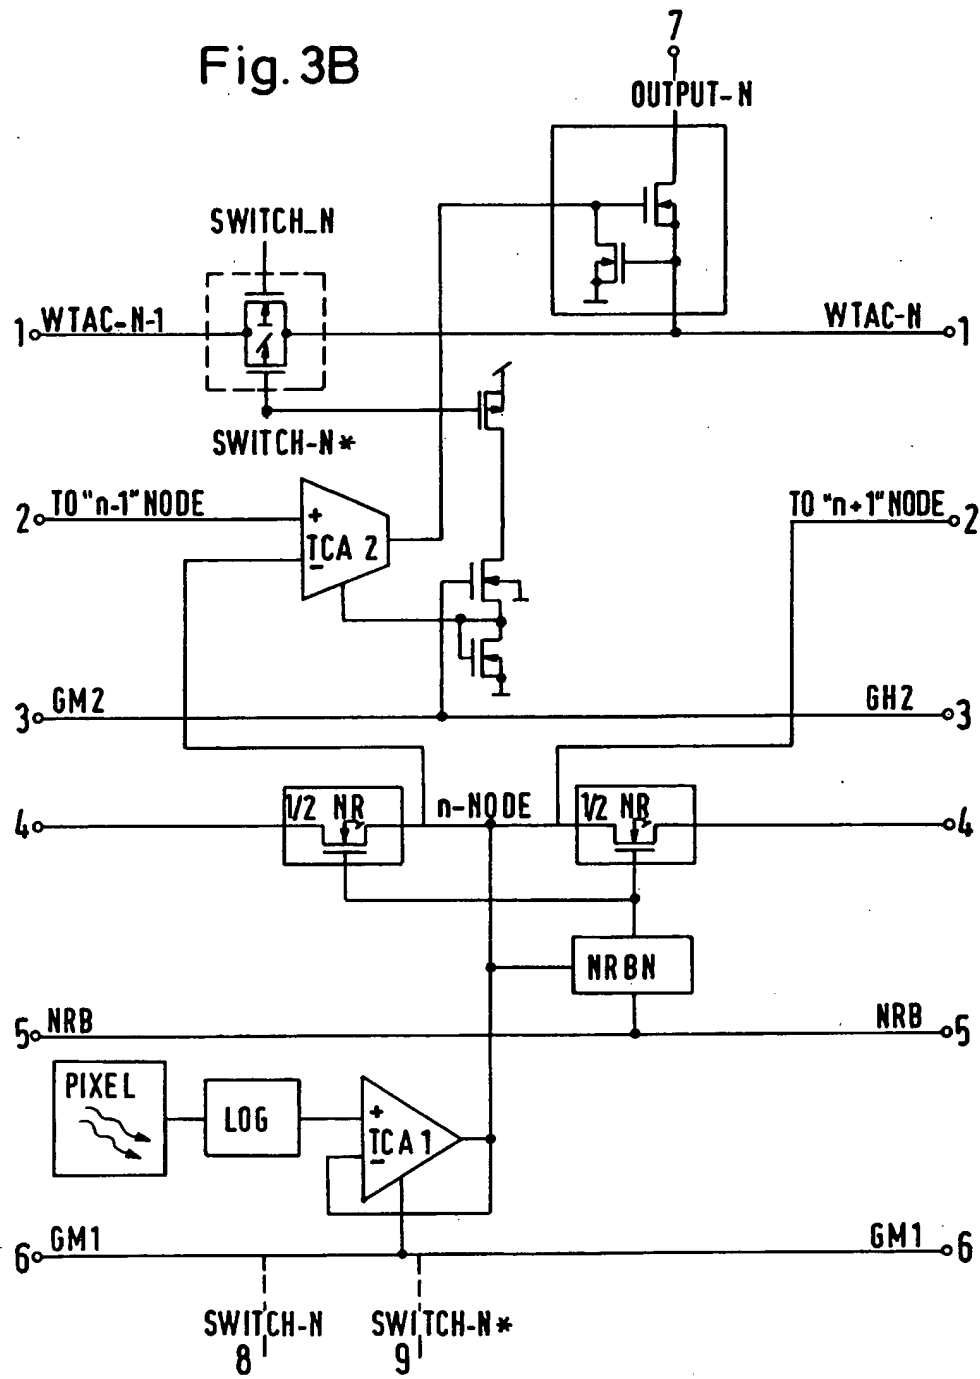 Fig. 3B
7
OUTPUT-N
SWITCH_N
1 WTAC-N-1
WTAC-N 1
SWITCH-N*
2 TO "n-1" NODE
TO "n+1" NODE 2
+
TCA 2
-
3 GM2
GH2 3
4
1/2 NR
n-NODE
1/2 NR
4
NRBN
5 NRB
NRB 5
PIXEL
LOG
+
TCA 1
-
6 GM1
GM1 6
SWITCH-N
SWITCH-N*
8
9